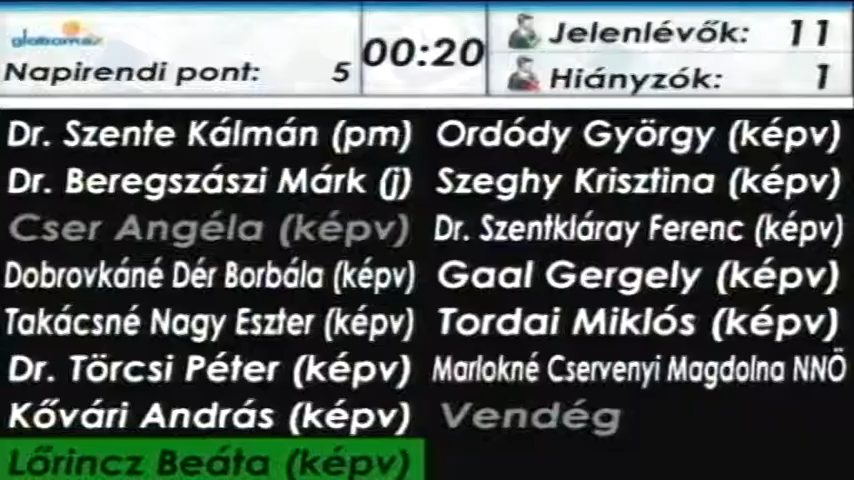 globomax
Napirendi pont: 5
00:20
Jelenlévők: 11
Hiányzók: 1
Dr. Szente Kálmán (pm)
Dr. Beregszászi Márk (j)
Cser Angéla (képv)
Dobrovkáné Dér Borbála (képv)
Takácsné Nagy Eszter (képv)
Dr. Törcsi Péter (képv)
Kővári András (képv)
Lőrincz Beáta (képv)
Ordódy György (képv)
Szeghy Krisztina (képv)
Dr. Szentkláray Ferenc (képv)
Gaal Gergely (képv)
Tordai Miklós (képv)
Marlokné Cservenyi Magdolna NNÖ
Vendég